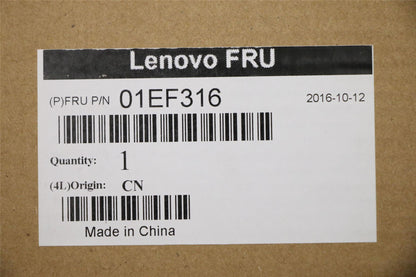 Lenovo FRU
(P)FRU P/N 01EF316 2016-10-12
Quantity: 1
(4L)Origin: CN
Made in China